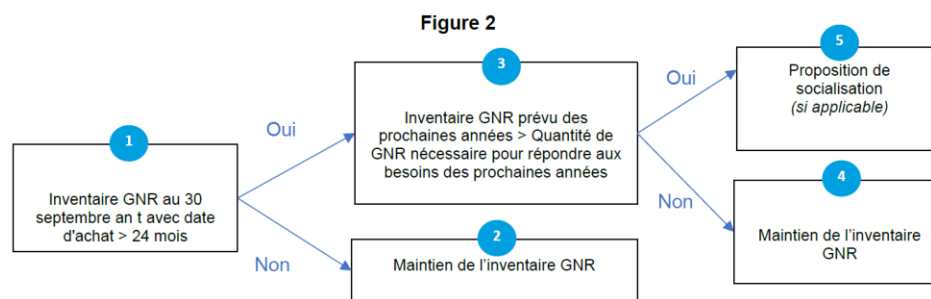 Figure 2
1
Inventaire GNR au 30
septembre an t avec date
d'achat > 24 mois
Oui
Non
3
Inventaire GNR prévu des
prochaines années > Quantité de
GNR nécessaire pour répondre aux
besoins des prochaines années
2
Maintien de l'inventaire GNR
Oui
Non
5
Proposition de
socialisation
(si applicable)
4
Maintien de l'inventaire
GNR